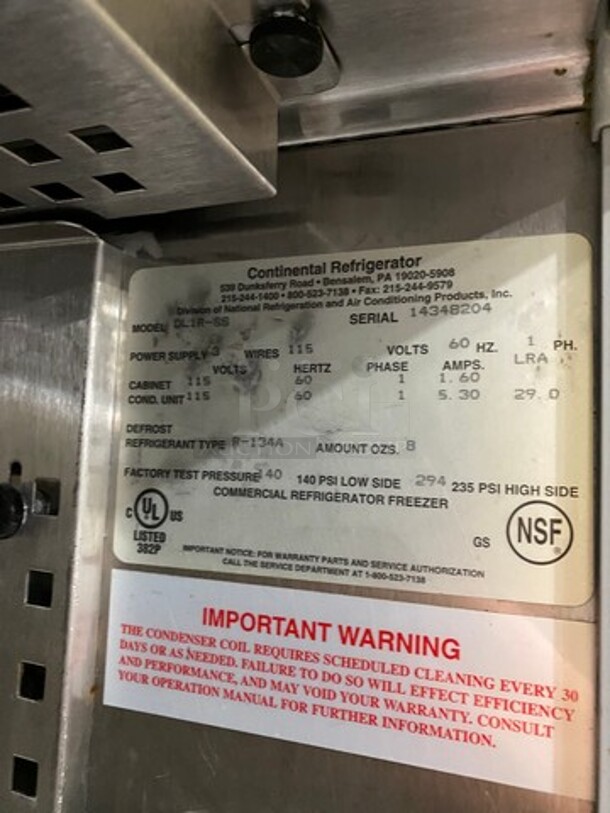 Continental Refrigerator
539 Dunksferry Road • Bensalem, PA 19020-5908
215-244-1400 • 800-523-7138 • Fax: 215-244-9579
Division of National Refrigeration and Air Conditioning Products, Inc.
MODEL DL1R-SS SERIAL 14348204
POWER SUPPLY 3 WIRES 115 VOLTS 60 HZ. 1 PH.
VOLTS HERTZ PHASE AMPS. LRA
CABINET 115 60 1 1.60
COND. UNIT 115 60 1 5.30 29.0
DEFROST
REFRIGERANT TYPE R-134A AMOUNT OZS. 8
FACTORY TEST PRESSURE 140 140 PSI LOW SIDE 294 235 PSI HIGH SIDE
COMMERCIAL REFRIGERATOR FREEZER
C UL US
LISTED
382P
GS
NSF
IMPORTANT NOTICE: FOR WARRANTY PARTS AND SERVICE AUTHORIZATION
CALL THE SERVICE DEPARTMENT AT 1-800-523-7138
IMPORTANT WARNING
THE CONDENSER COIL REQUIRES SCHEDULED CLEANING EVERY 30
DAYS OR AS NEEDED. FAILURE TO DO SO WILL EFFECT EFFICIENCY
AND PERFORMANCE, AND MAY VOID YOUR WARRANTY. CONSULT
YOUR OPERATION MANUAL FOR FURTHER INFORMATION.